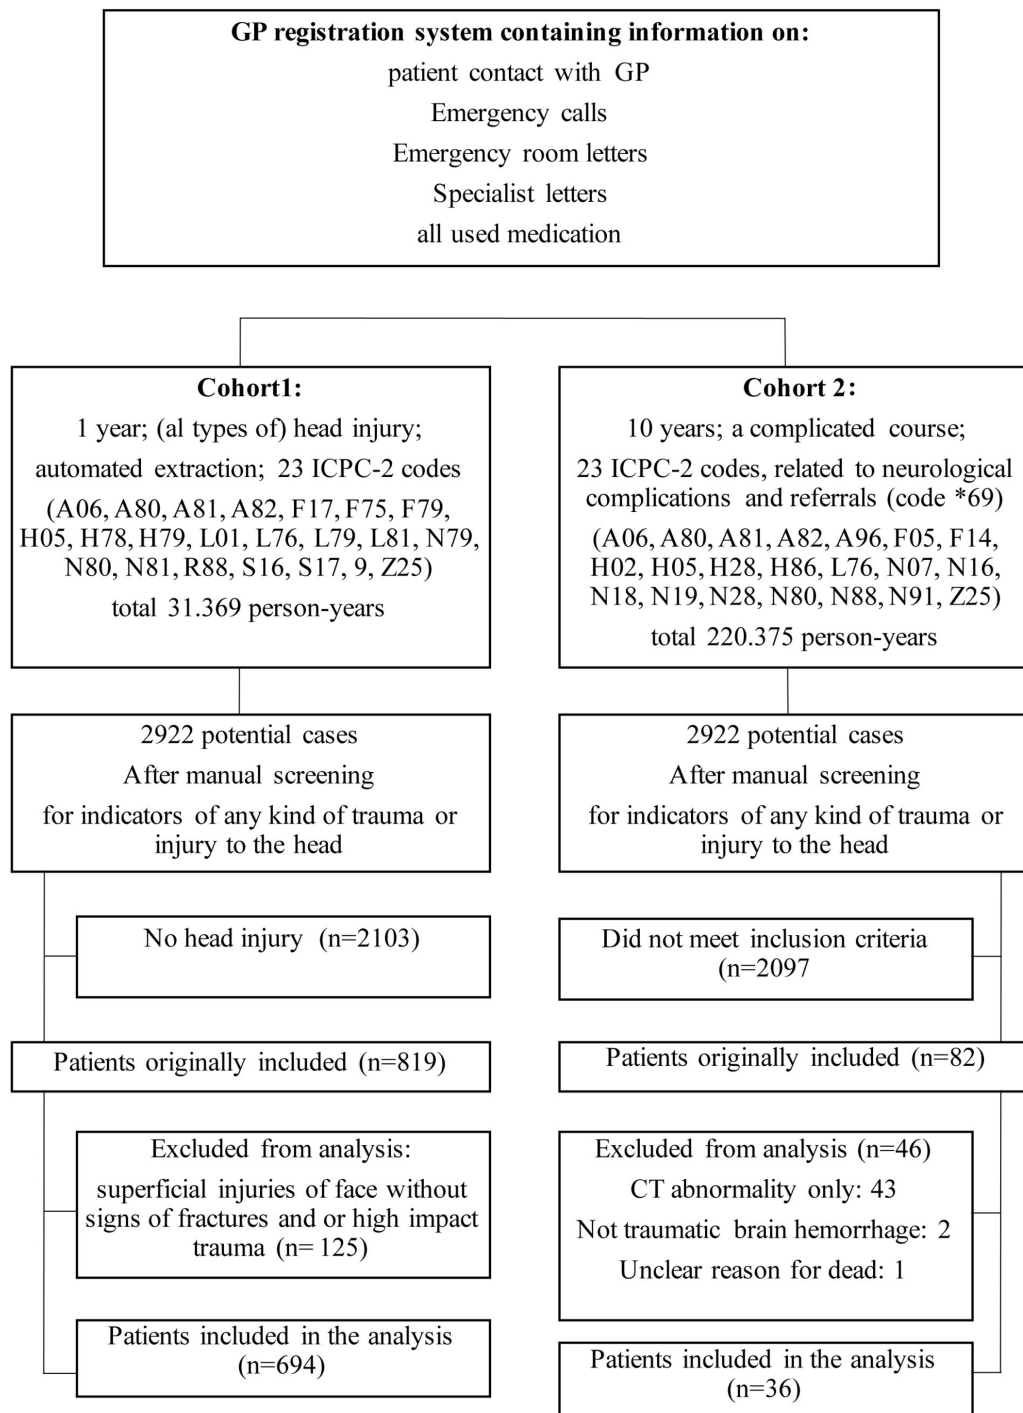 GP registration system containing information on:
patient contact with GP
Emergency calls
Emergency room letters
Specialist letters
all used medication
Cohort1:
1 year; (al types of) head injury;
automated extraction; 23 ICPC-2 codes
(A06, A80, A81, A82, F17, F75, F79,
H05, H78, H79, L01, L76, L79, L81, N79,
N80, N81, R88, S16, S17, 9, Z25)
total 31.369 person-years
Cohort 2:
10 years; a complicated course;
23 ICPC-2 codes, related to neurological
complications and referrals (code *69)
(A06, A80, A81, A82, A96, F05, F14,
H02, H05, H28, H86, L76, N07, N16,
N18, N19, N28, N80, N88, N91, Z25)
total 220.375 person-years
2922 potential cases
After manual screening
for indicators of any kind of trauma or
injury to the head
2922 potential cases
After manual screening
for indicators of any kind of trauma or
injury to the head
No head injury (n=2103)
Did not meet inclusion criteria
(n=2097
Patients originally included (n=819)
Patients originally included (n=82)
Excluded from analysis:
superficial injuries of face without
signs of fractures and or high impact
trauma (n= 125)
Excluded from analysis (n=46)
CT abnormality only: 43
Not traumatic brain hemorrhage: 2
Unclear reason for dead: 1
Patients included in the analysis
(n=694)
Patients included in the analysis
(n=36)